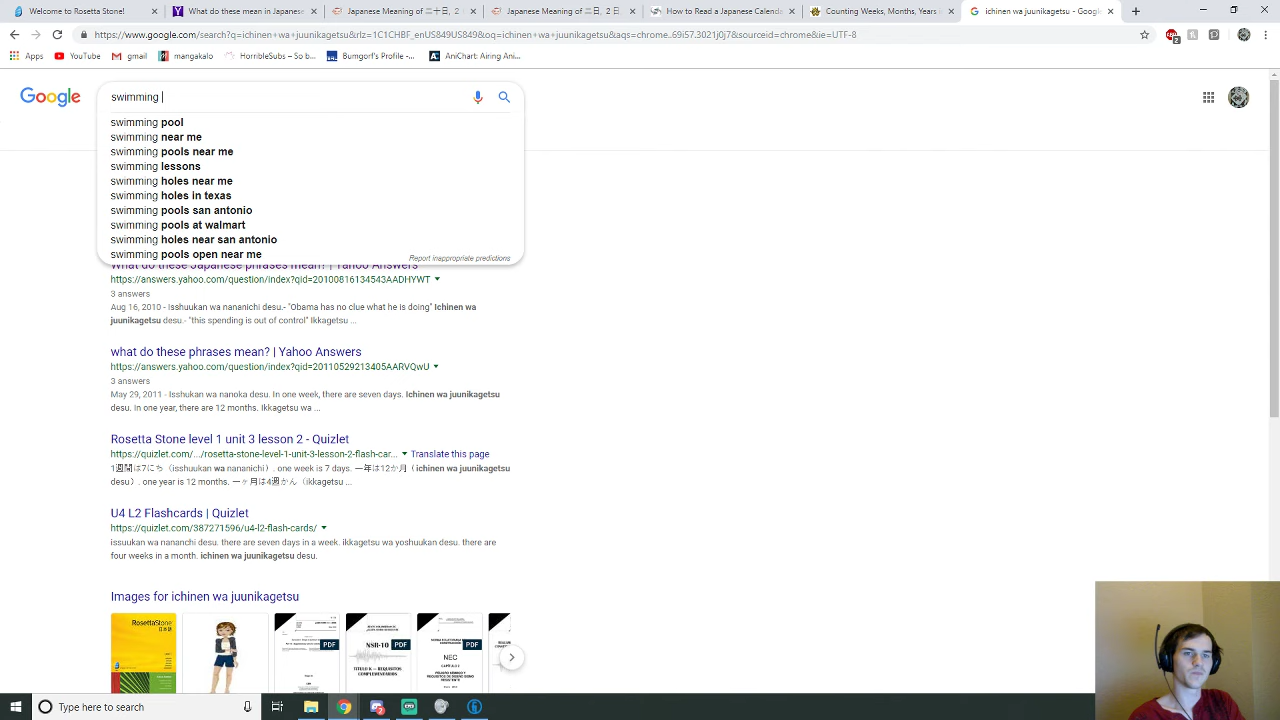 Welcome to Rosetta Stone!
What do these mean in Japanese
Japanese Meaning of 二十日, 2
Japanese Meaning of 二日, 2日,
How to Read a Japanese Calende
Counting Weeks, Months, Years i
ichinen wa juunikagetsu - Googl
https://www.google.com/search?q=ichinen+wa+juunikagetsu&rlz=1C1CHBF_enUS849US849&oq=ichinen+wa+juunikagetsu&aqs=chrome..69i57.3021j0j7&sourceid=chrome&ie=UTF-8
Apps
YouTube
gmail
mangakalo
HorribleSubs – So b...
Bumgorf's Profile -...
AniChart: Airing Ani...
Google
swimming
swimming pool
swimming near me
swimming pools near me
swimming lessons
swimming holes near me
swimming holes in texas
swimming pools san antonio
swimming pools at walmart
swimming holes near san antonio
swimming pools open near me
Report inappropriate predictions
What do these Japanese phrases mean? | Yahoo Answers
https://answers.yahoo.com/question/index?qid=20100816134543AADHYWT
3 answers
Aug 16, 2010 - Isshuukan wa nananichi desu.- "Obama has no clue what he is doing" Ichinen wa
juunikagetsu desu.- "this spending is out of control" Ikkagetsu ...
what do these phrases mean? | Yahoo Answers
https://answers.yahoo.com/question/index?qid=20110529213405AARVQwU
3 answers
May 29, 2011 - Isshukan wa nanoka desu. In one week, there are seven days. Ichinen wa juunikagetsu
desu. In one year, there are 12 months. Ikkagetsu wa ...
Rosetta Stone level 1 unit 3 lesson 2 - Quizlet
https://quizlet.com/.../rosetta-stone-level-1-unit-3-lesson-2-flash-car... Translate this page
1週間は7にち（isshuukan wa nananichi）. one week is 7 days. 一年は12か月（ichinen wa juunikagetsu
desu）. one year is 12 months. 一ヶ月は4週かん（ikkagetsu ...
U4 L2 Flashcards | Quizlet
https://quizlet.com/387271596/u4-l2-flash-cards/
issuukan wa nananchi desu. there are seven days in a week. ikkagetsu wa yoshuukan desu. there are
four weeks in a month. ichinen wa juunikagetsu desu.
Images for ichinen wa juunikagetsu
RosettaStone
PDF
NSR-10
TITULO K — REQUISITOS
COMPLEMENTARIOS
PDF
NEC
PDF
Type here to search